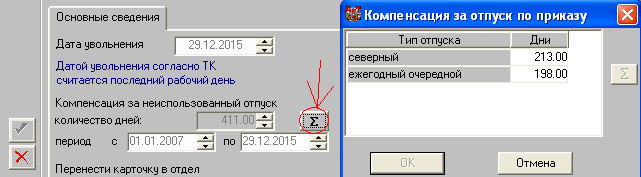 Основные сведения
Дата увольнения 29.12.2015
Датой увольнения согласно ТК
считается последний рабочий день
Компенсация за неиспользованный отпуск
количество дней: 411.00 Σ
период с 01.01.2007 по 29.12.2015
Перенести карточку в отдел
Компенсация за отпуск по приказу
Тип отпуска Дни
северный 213.00
ежегодный очередной 198.00
Σ
OK Отмена